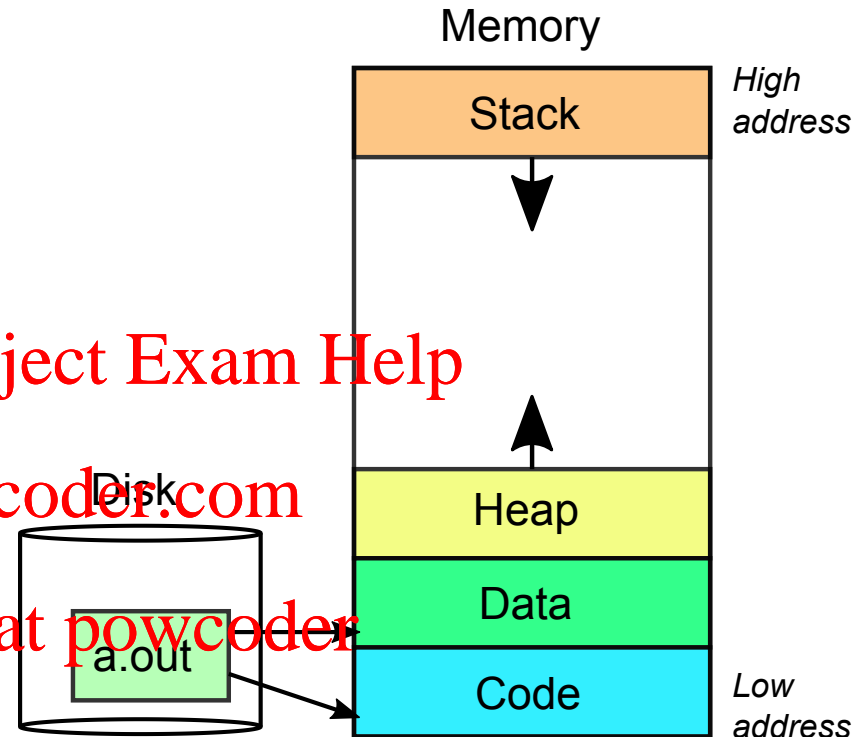 Memory
Stack
High
address
ject Exam Help
Heap
Disk
coder.com
Data
at powcoder
a.out
Code
Low
address